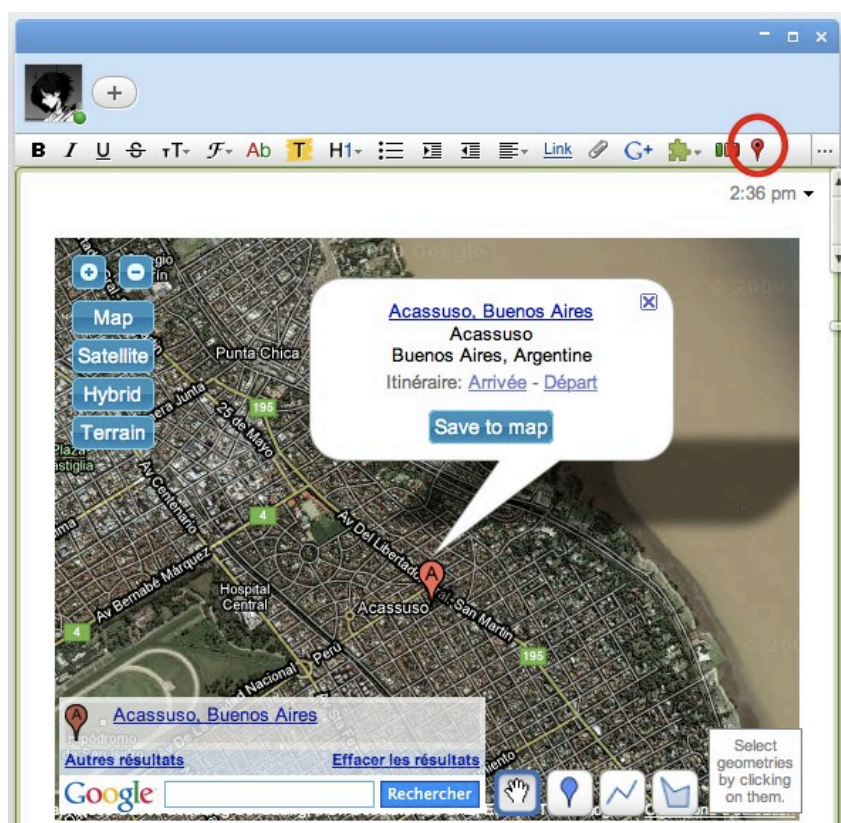 B I U S TT F Ab T H1 Link G+ ...
2:36 pm
Map
Satellite
Hybrid
Terrain
Punta Chica
25 de Mayo
195
Acassuso, Buenos Aires
Acassuso
Buenos Aires, Argentine
Itinéraire: Arrivée - Départ
Save to map
Av Centenario
4
Av Del Libertador Gral San Martin
A
Av Bernabé Márquez
Hospital
Central
Acassuso
4
Perú
195
A Acassuso, Buenos Aires
Autres résultats Effacer les résultats
Google Rechercher
Select
geometries
by clicking
on them.